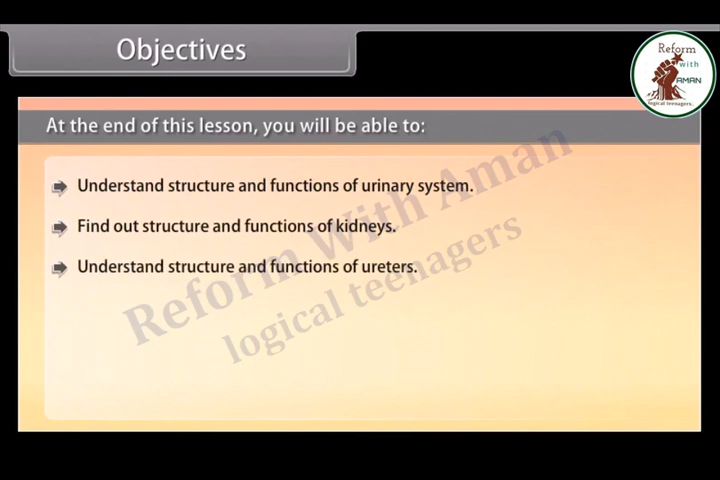 Objectives
Reform
with
AMAN
logical teenagers.
At the end of this lesson, you will be able to:
Understand structure and functions of urinary system.
Find out structure and functions of kidneys.
Understand structure and functions of ureters.
Reform With Aman
logical teenagers